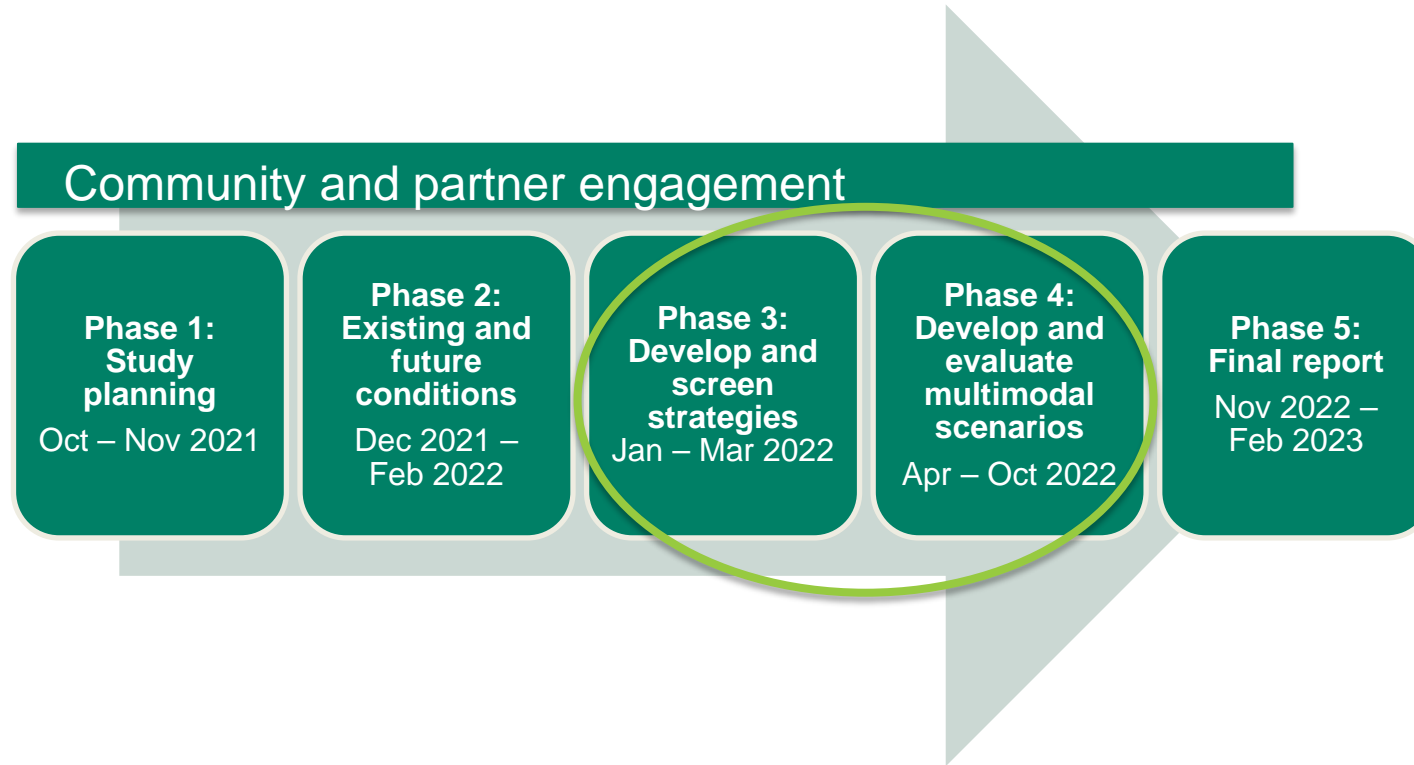 Community and partner engagement
Phase 1:
Study
planning
Oct – Nov 2021
Phase 2:
Existing and
future
conditions
Dec 2021 –
Feb 2022
Phase 3:
Develop and
screen
strategies
Jan – Mar 2022
Phase 4:
Develop and
evaluate
multimodal
scenarios
Apr – Oct 2022
Phase 5:
Final report
Nov 2022 –
Feb 2023